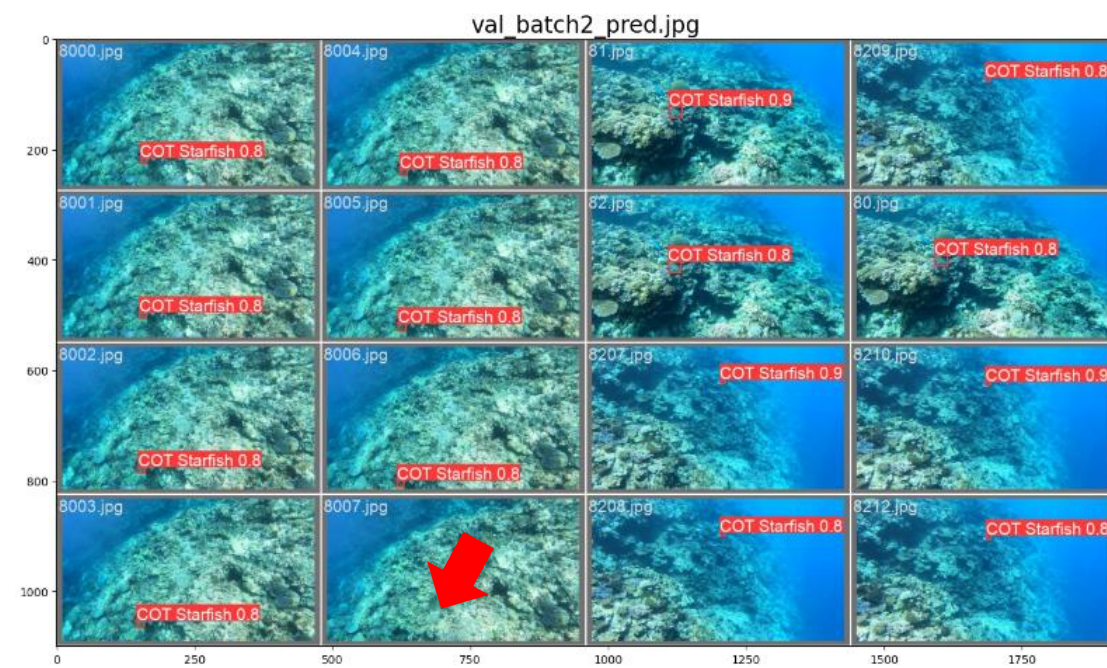 val_batch2_pred.jpg
0
200
400
600
800
1000
8000.jpg
COT Starfish 0.8
8004.jpg
COT Starfish 0.8
81.jpg
COT Starfish 0.9
8209.jpg
COT Starfish 0.8
8001.jpg
COT Starfish 0.8
8005.jpg
COT Starfish 0.8
82.jpg
COT Starfish 0.8
80.jpg
COT Starfish 0.8
8002.jpg
COT Starfish 0.8
8006.jpg
COT Starfish 0.8
8207.jpg
COT Starfish 0.9
8210.jpg
COT Starfish 0.9
8003.jpg
COT Starfish 0.8
8007.jpg
8208.jpg
COT Starfish 0.8
8212.jpg
COT Starfish 0.8
0 250 500 750 1000 1250 1500 1750